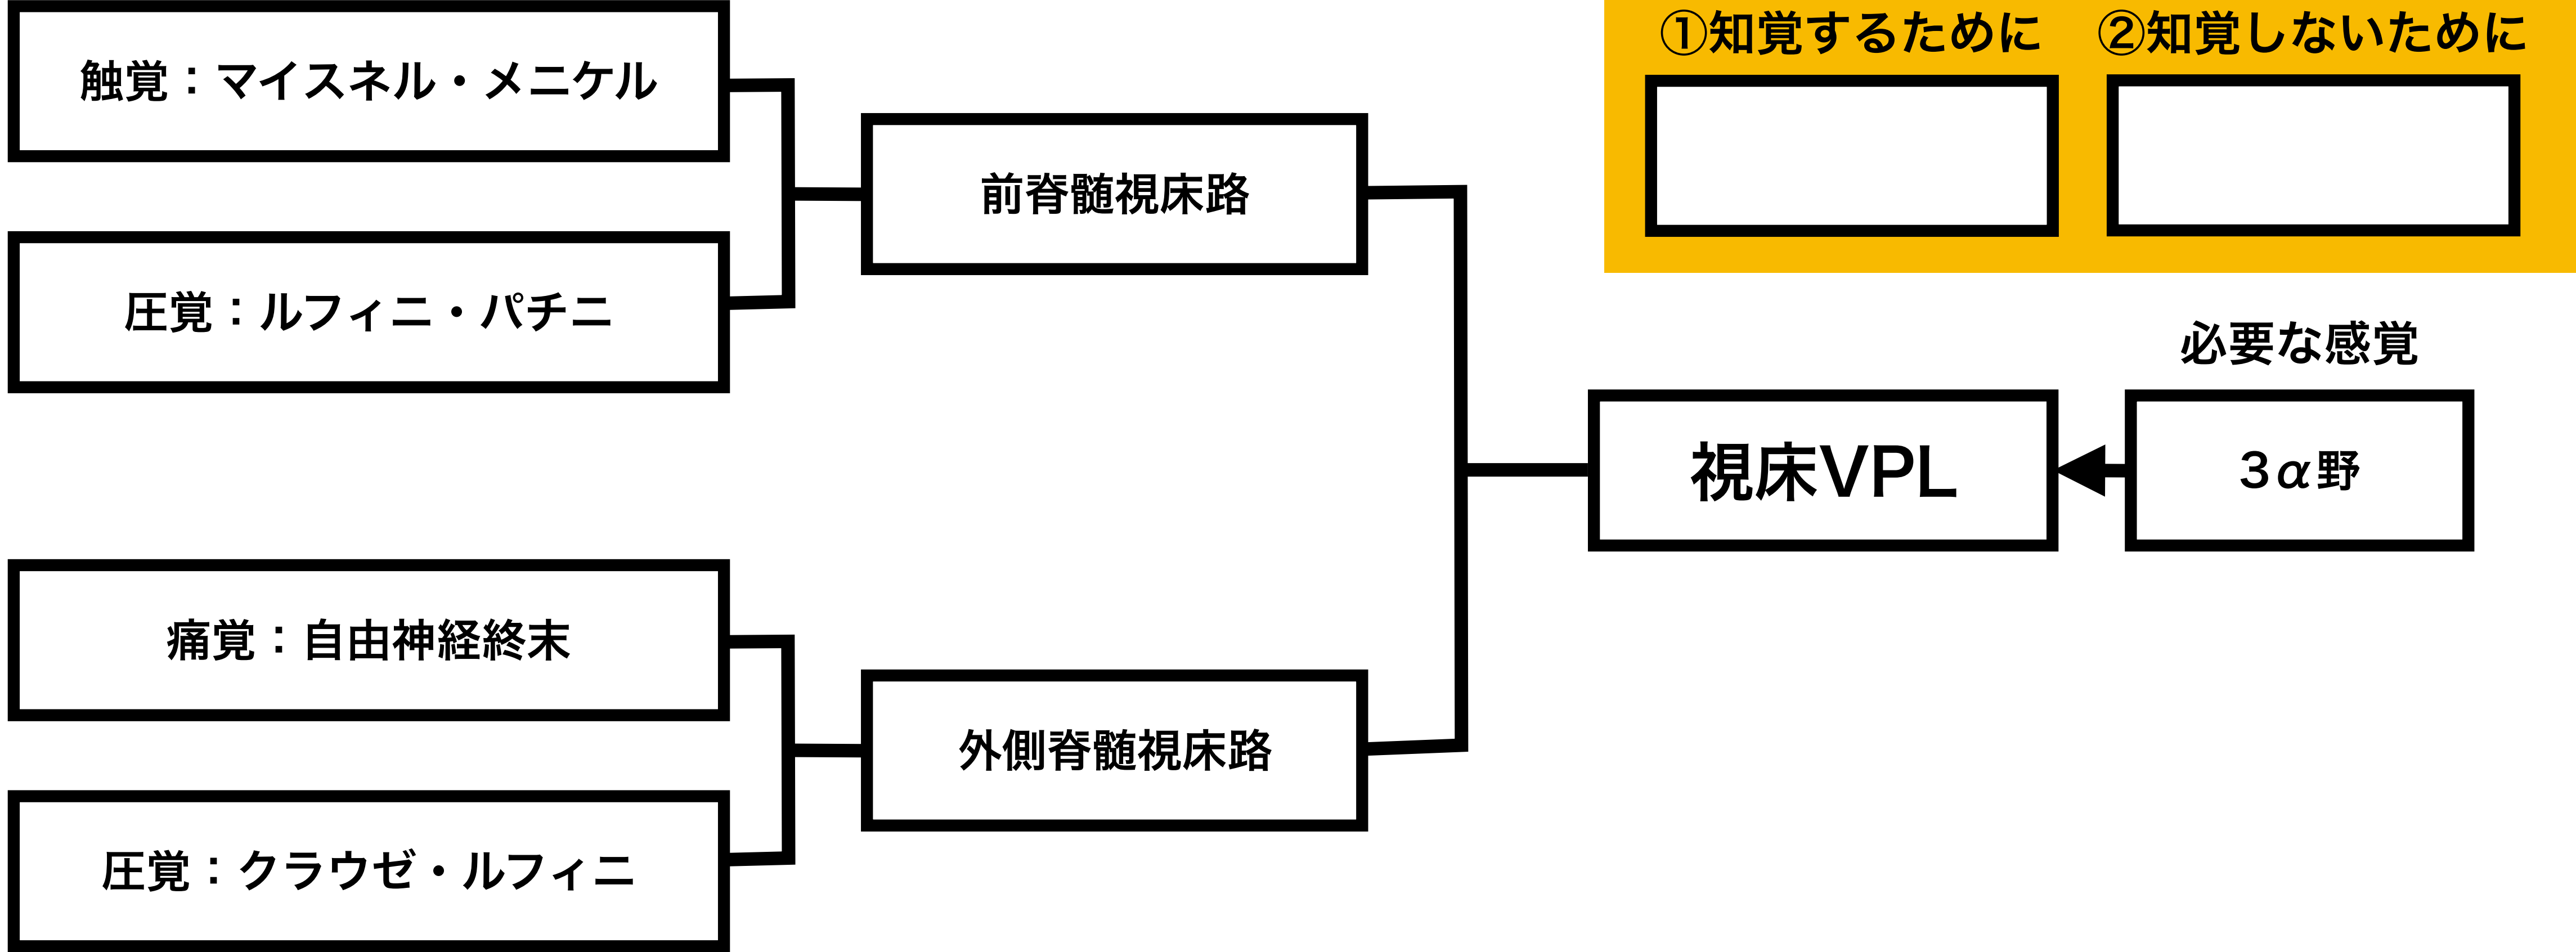 触覚：マイスネル・メニケル
圧覚：ルフィニ・パチニ
痛覚：自由神経終末
圧覚：クラウゼ・ルフィニ
前脊髄視床路
外側脊髄視床路
①知覚するために
②知覚しないために
視床VPL
必要な感覚
3α野